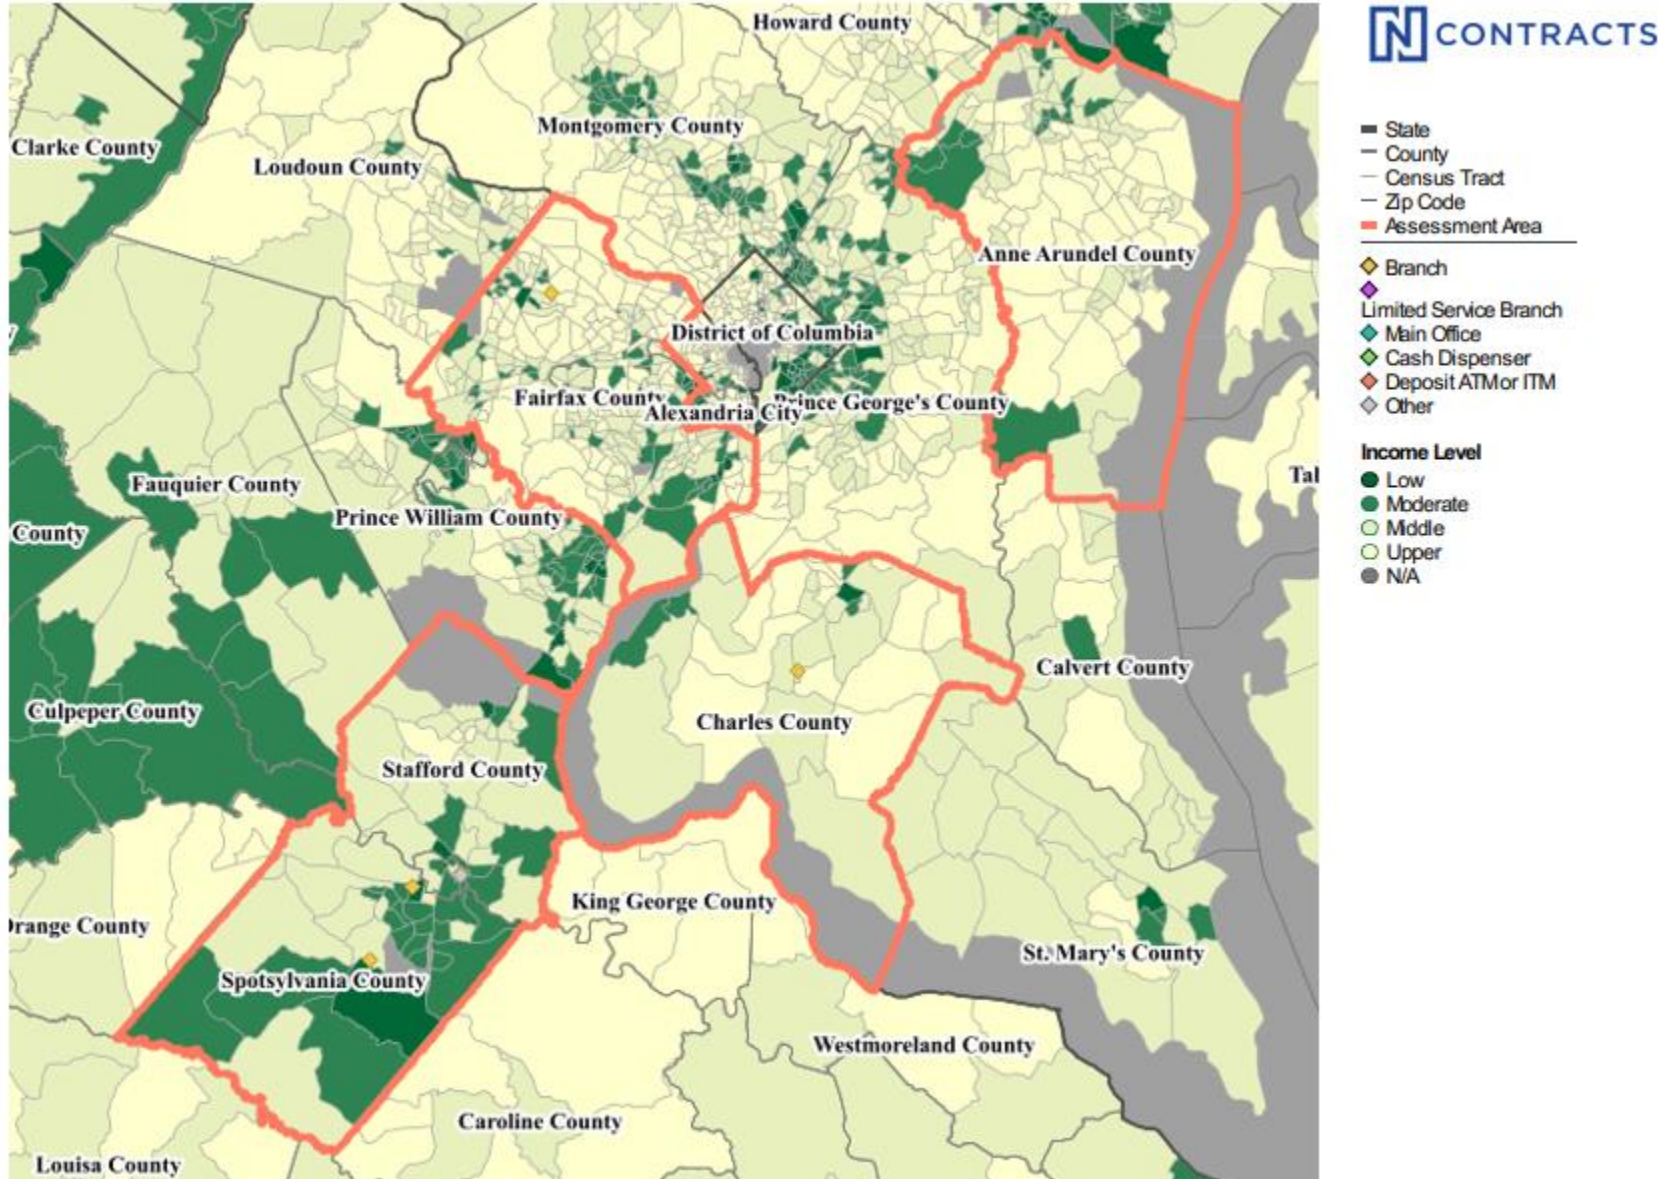 Howard County
Montgomery County
Clarke County
Loudoun County
Anne Arundel County
District of Columbia
Fairfax County
Alexandria City
Prince George's County
Fauquier County
Prince William County
County
Tal
Calvert County
Culpeper County
Charles County
Stafford County
King George County
Orange County
St. Mary's County
Spotsylvania County
Westmoreland County
Caroline County
Louisa County
N CONTRACTS
State
County
Census Tract
Zip Code
Assessment Area
Branch
Limited Service Branch
Main Office
Cash Dispenser
Deposit ATM or ITM
Other
Income Level
Low
Moderate
Middle
Upper
N/A